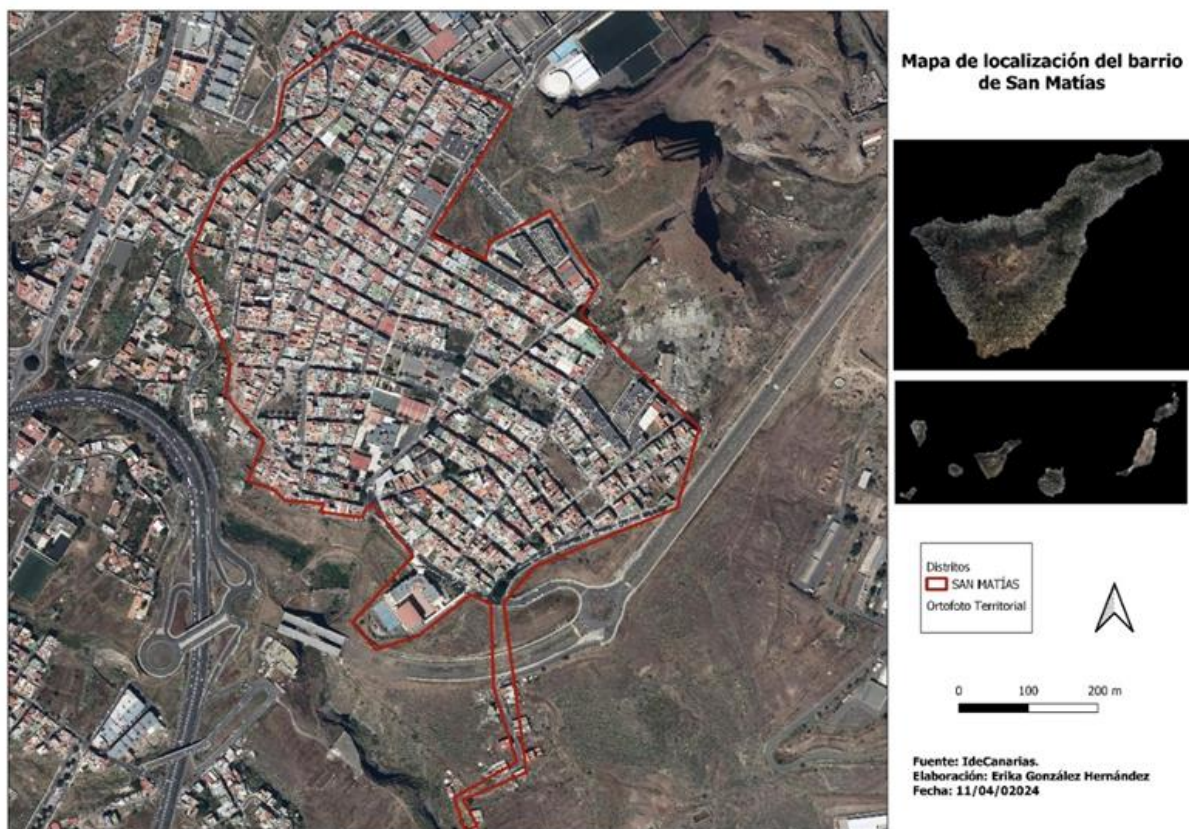 Mapa de localización del barrio
de San Matías
Distritos
SAN MATÍAS
Ortofoto Territorial
0 100 200 m
Fuente: IdeCanarias.
Elaboración: Erika González Hernández
Fecha: 11/04/02024